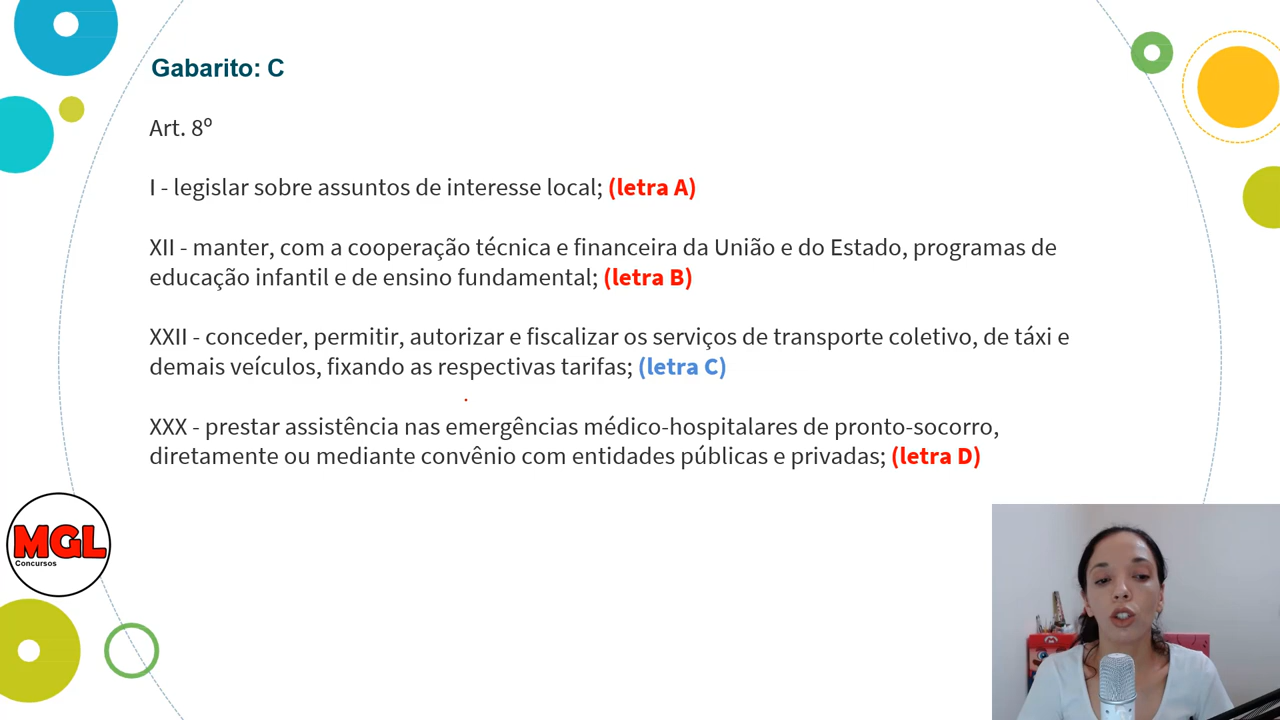 Gabarito: C
Art. 8º
I - legislar sobre assuntos de interesse local; (letra A)
XII - manter, com a cooperação técnica e financeira da União e do Estado, programas de
educação infantil e de ensino fundamental; (letra B)
XXII - conceder, permitir, autorizar e fiscalizar os serviços de transporte coletivo, de táxi e
demais veículos, fixando as respectivas tarifas; (letra C)
XXX - prestar assistência nas emergências médico-hospitalares de pronto-socorro,
diretamente ou mediante convênio com entidades públicas e privadas; (letra D)
MGL
Concursos